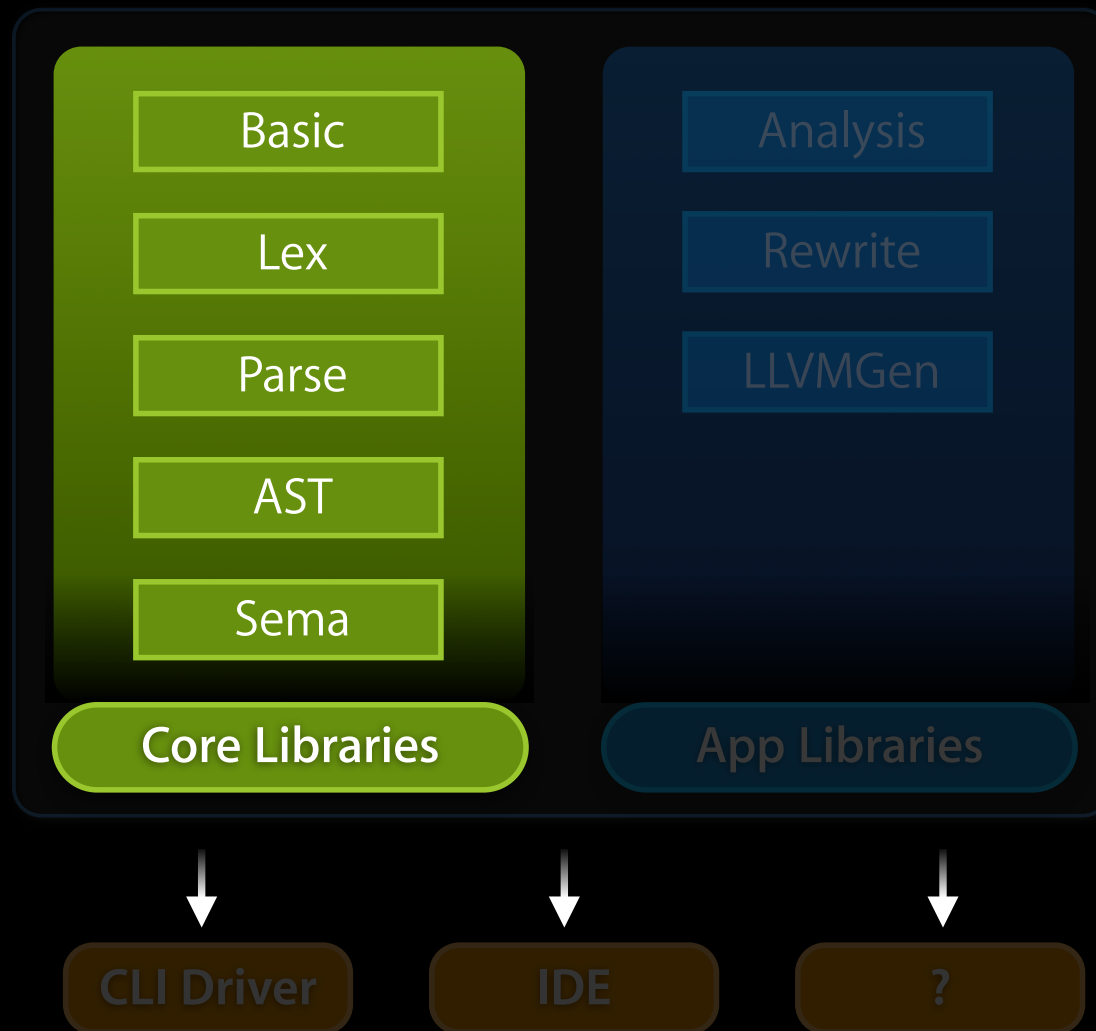 Basic
Lex
Parse
AST
Sema
Core Libraries
Analysis
Rewrite
LLVMGen
App Libraries
CLI Driver
IDE
?